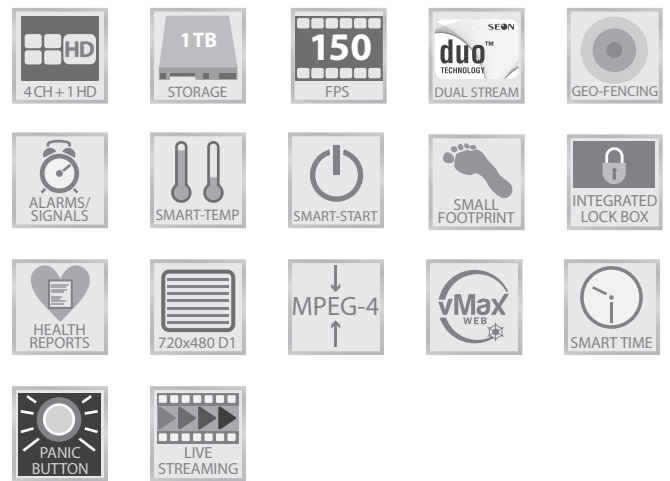 HD
4 CH + 1 HD
1TB
STORAGE
150
FPS
SEON
duo™
TECHNOLOGY
DUAL STREAM
GEO-FENCING
ALARMS/
SIGNALS
SMART-TEMP
SMART-START
SMALL
FOOTPRINT
INTEGRATED
LOCK BOX
HEALTH
REPORTS
720x480 D1
MPEG-4
vMax
WEB
SMART TIME
PANIC
BUTTON
LIVE
STREAMING